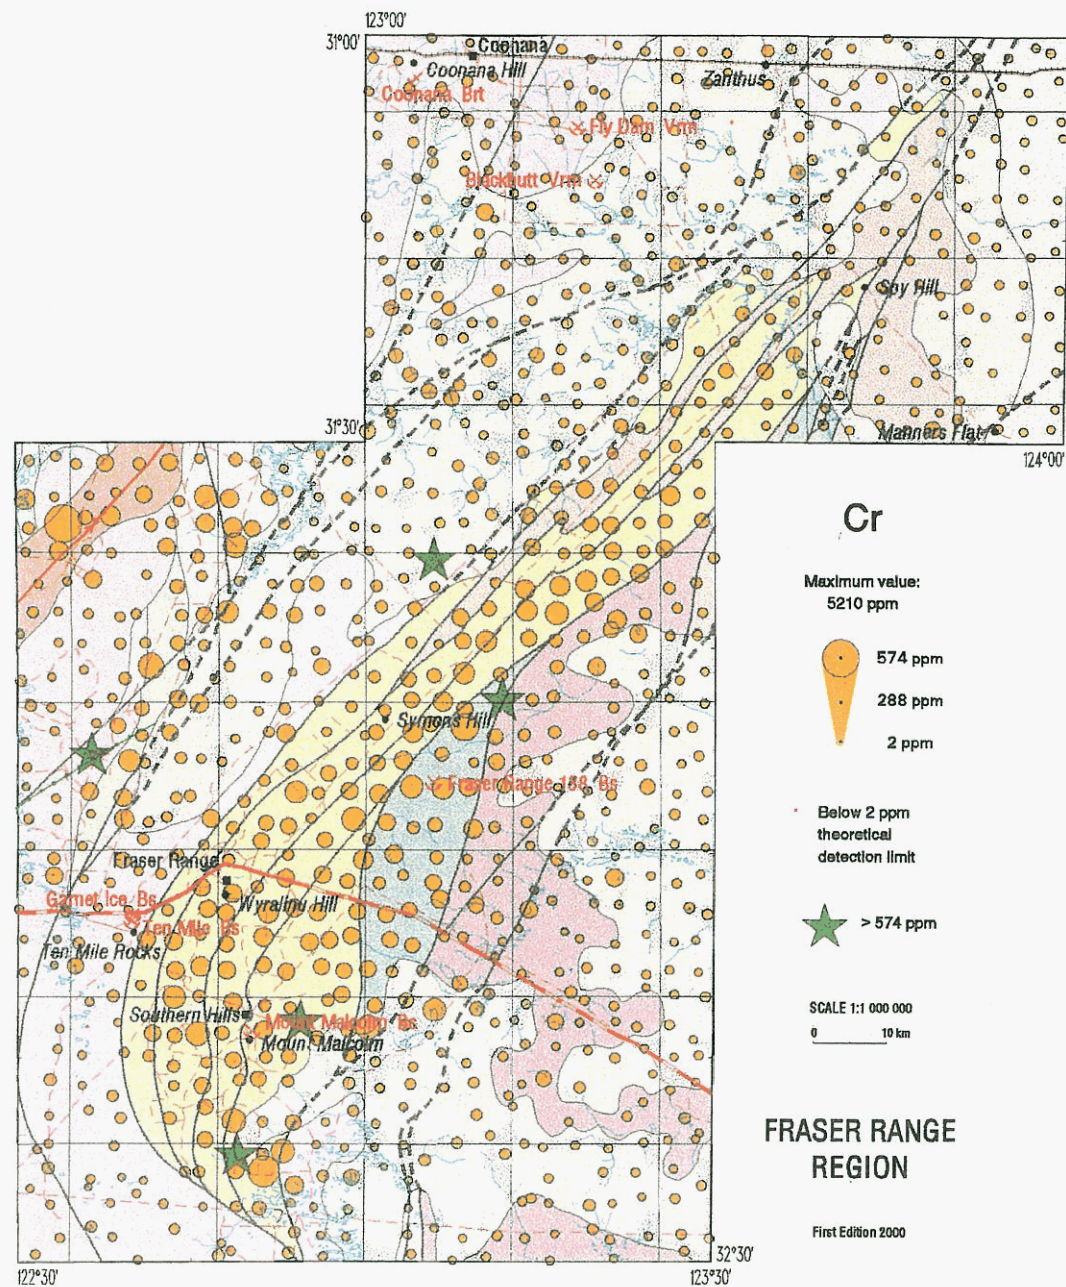 123°00'
31°00'
Coonana
Coonana Hill
Zanthus
Coonana Brt
Fly Dam Vrm
Blackbutt Vrm
Spy Hill
31°30'
Manners Flat
124°00'
Cr
Maximum value:
5210 ppm
574 ppm
288 ppm
2 ppm
Symons Hill
Fraser Range 138 Bs
Below 2 ppm
theoretical
detection limit
Fraser Range
Garnet Ice Bs
Wyralinu Hill
Ten Mile Bs
> 574 ppm
Ten Mile Rocks
Southern Hills
SCALE 1:1 000 000
Mount Malcolm Bs
0 10 km
Mount Malcolm
FRASER RANGE
REGION
First Edition 2000
32°30'
122°30'
123°30'